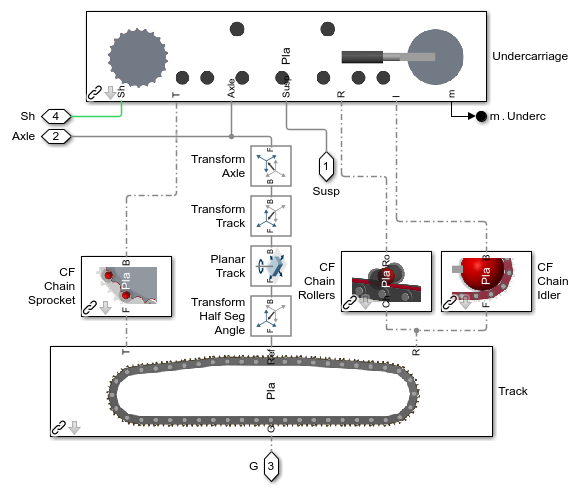 Pla
Undercarriage
Sh
T
Axle
Susp
R
I
m
Sh 4
m . Underc
Axle 2
F
Transform
Axle
B
1
Susp
B
Transform
Track
F
B
Planar
Track
F
B
Transform
Half Seg
Angle
F
CF
Chain
Sprocket
B
Pla
F
CF
Chain
Rollers
Ro
Pla
Ch
B
Pla
F
CF
Chain
Idler
T
Ref
R
Pla
Track
G
G 3